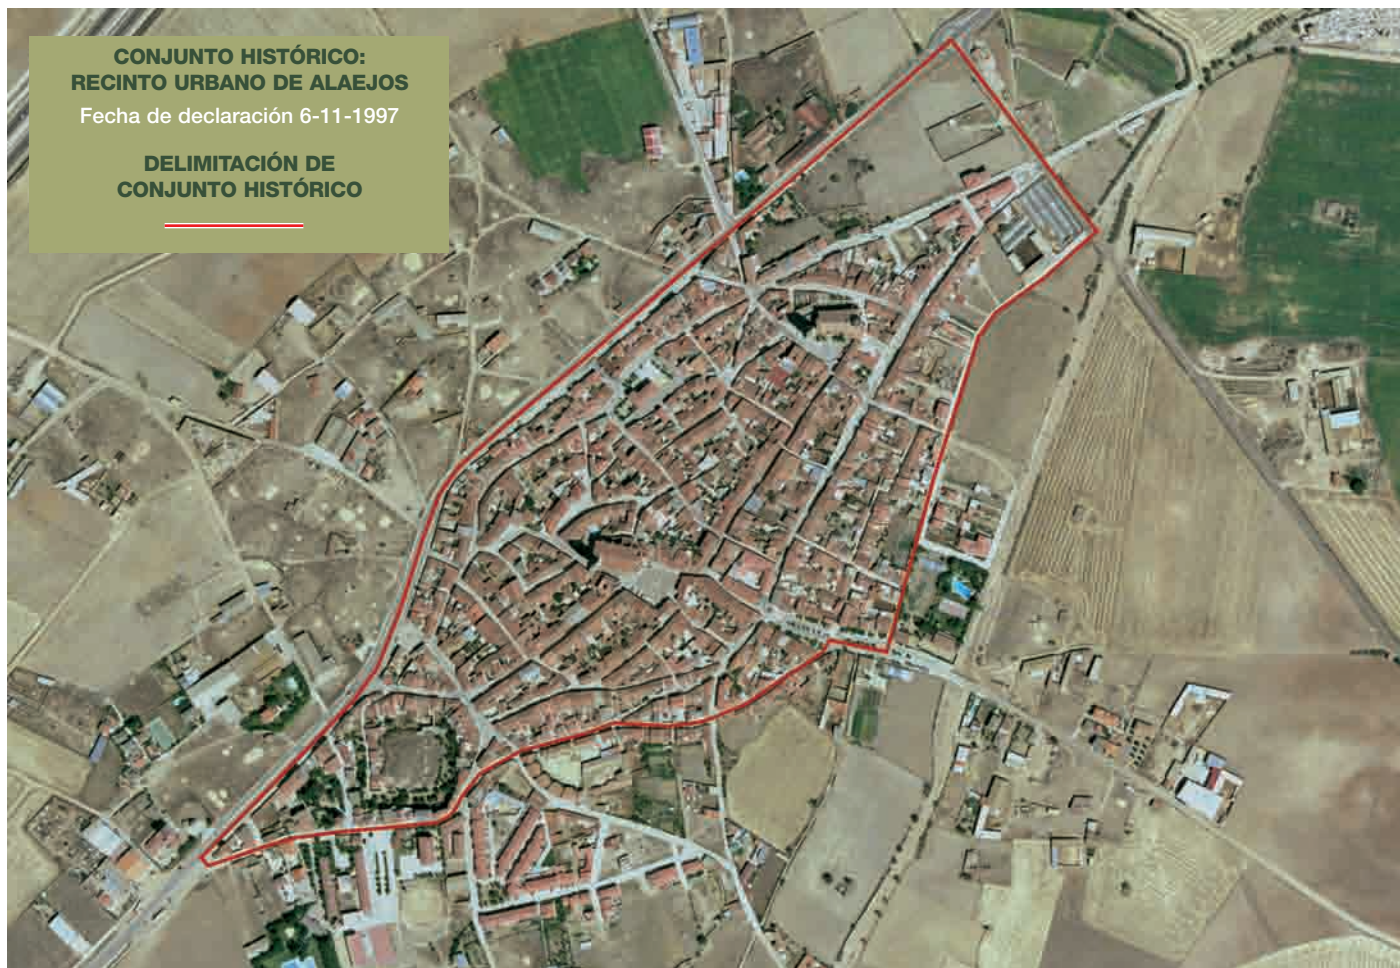 CONJUNTO HISTÓRICO:
RECINTO URBANO DE ALAEJOS
Fecha de declaración 6-11-1997
DELIMITACIÓN DE
CONJUNTO HISTÓRICO